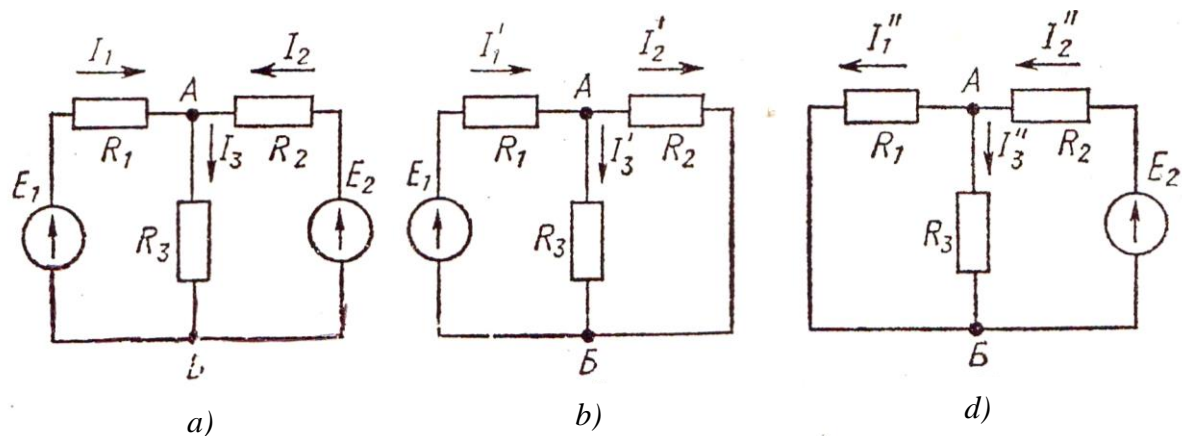 I₁ I₂
A
R₁ I₃ R₂
E₁ E₂
R₃
a)
I₁' I₂'
A
R₁ I₃' R₂
E₁
R₃
Б
b)
I₁'' I₂''
A
R₁ I₃'' R₂
E₂
R₃
Б
d)